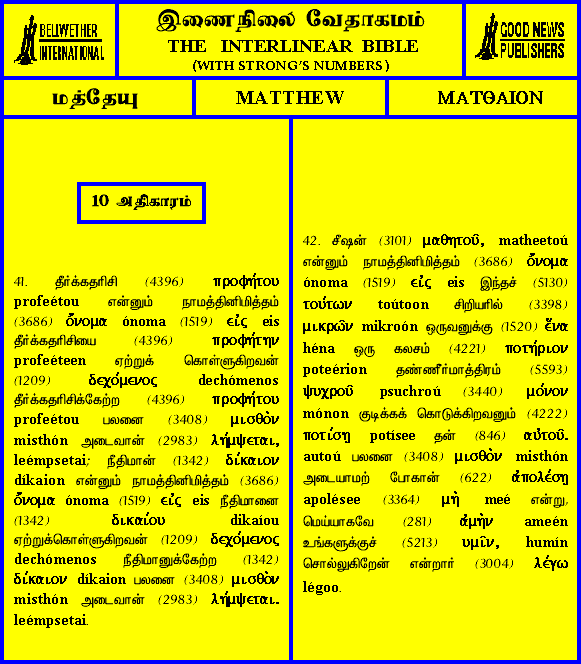 BELLWETHER
INTERNATIONAL
இணைநிலை வேதாகமம்
THE INTERLINEAR BIBLE
(WITH STRONG'S NUMBERS)
GOOD NEWS
PUBLISHERS
மத்தேயு
MATTHEW
ΜΑΤΘΑΙΟΝ
10 அதிகாரம்
41. தீர்க்கதரிசி (4396) προφήτου
profeétou என்னும் நாமத்தினிமித்தம்
(3686) ὄνομα ónoma (1519) εἰς eis
தீர்க்கதரிசியை (4396) προφήτην
profeéteen ஏற்றுக் கொள்ளுகிறவன்
(1209) δεχόμενος dechómenos
தீர்க்கதரிசிக்கேற்ற (4396) προφήτου
profeétou பலனை (3408) μισθὸν
misthón அடைவான் (2983) λήμψεται,
leémpsetai; நீதிமான் (1342) δίκαιον
díkaion என்னும் நாமத்தினிமித்தம் (3686)
ὄνομα ónoma (1519) εἰς eis நீதிமானை
(1342) δικαίου dikaíou
ஏற்றுக்கொள்ளுகிறவன் (1209) δεχόμενος
dechómenos நீதிமானுக்கேற்ற (1342)
δίκαιον díkaion பலனை (3408) μισθὸν
misthón அடைவான் (2983) λήμψεται.
leémpsetai.
42. சீஷன் (3101) μαθητοῦ, matheetoú
என்னும் நாமத்தினிமித்தம் (3686) ὄνομα
ónoma (1519) εἰς eis இந்தச் (5130)
τούτων toútoon சிறியரில் (3398)
μικρῶν mikroón ஒருவனுக்கு (1520) ἕνα
héna ஒரு கலசம் (4221) ποτήριον
poteérion தண்ணீர்மாத்திரம் (5593)
ψυχροῦ psuchroú (3440) μόνον
mónon குடிக்கக் கொடுக்கிறவனும் (4222)
ποτίσῃ potísee தன் (846) αὐτοῦ.
autoú பலனை (3408) μισθὸν misthón
அடையாமற் போகான் (622) ἀπολέσῃ
apolésee (3364) μὴ meé என்று,
மெய்யாகவே (281) ἀμὴν ameén
உங்களுக்குச் (5213) υμῖν, humín
சொல்லுகிறேன் என்றார் (3004) λέγω
légoo.